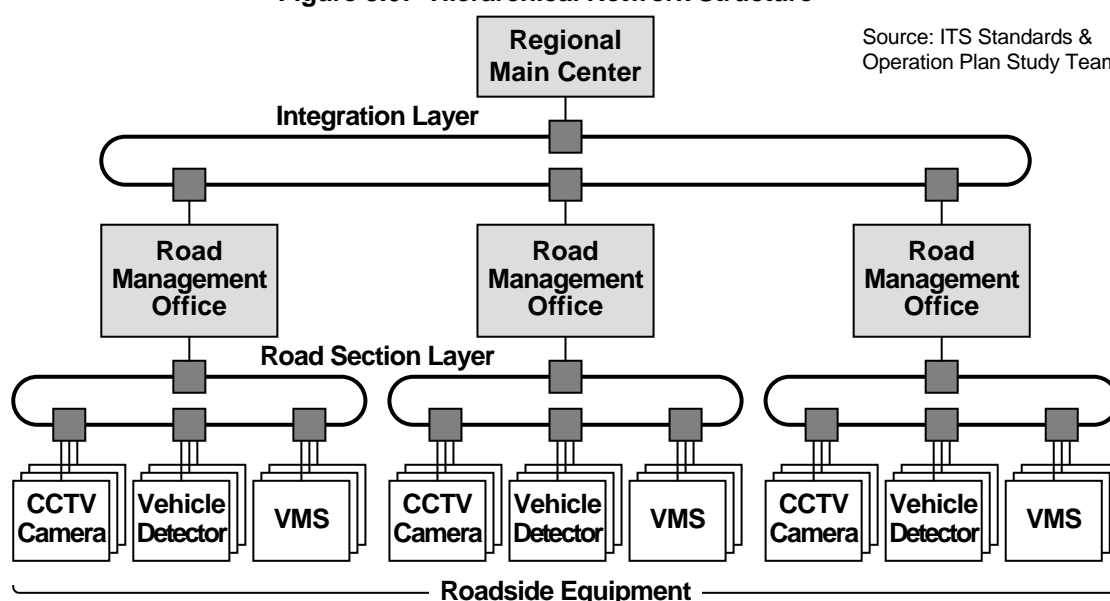 Regional
Main Center
Source: ITS Standards &
Operation Plan Study Team
Integration Layer
Road
Management
Office
Road
Management
Office
Road
Management
Office
Road Section Layer
CCTV
Camera
Vehicle
Detector
VMS
CCTV
Camera
Vehicle
Detector
VMS
CCTV
Camera
Vehicle
Detector
VMS
Roadside Equipment